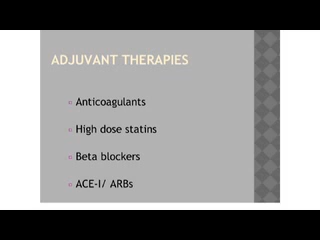 ADJUVANT THERAPIES
Anticoagulants
High dose statins
Beta blockers
ACE-I/ ARBs